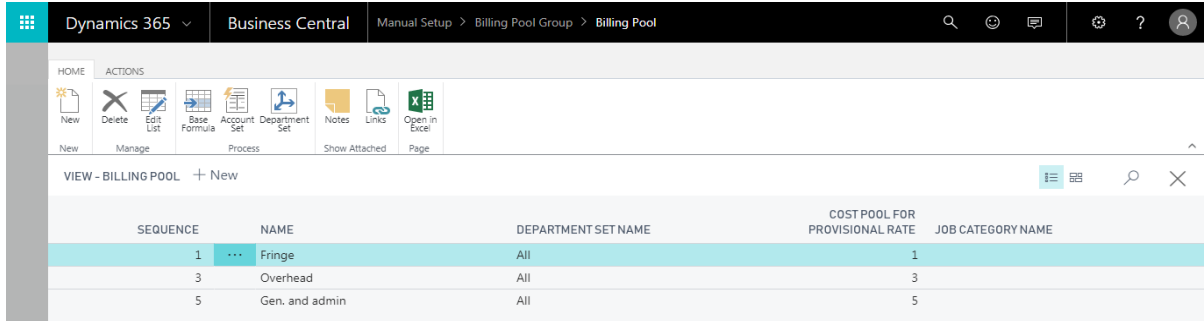 Dynamics 365 Business Central Manual Setup > Billing Pool Group > Billing Pool ?
HOME ACTIONS
New Delete Edit List Base Formula Account Set Department Set Notes Links Open in Excel
New Manage Process Show Attached Page
VIEW - BILLING POOL + New
SEQUENCE NAME DEPARTMENT SET NAME COST POOL FOR PROVISIONAL RATE JOB CATEGORY NAME
1 ... Fringe All 1
3 Overhead All 3
5 Gen. and admin All 5